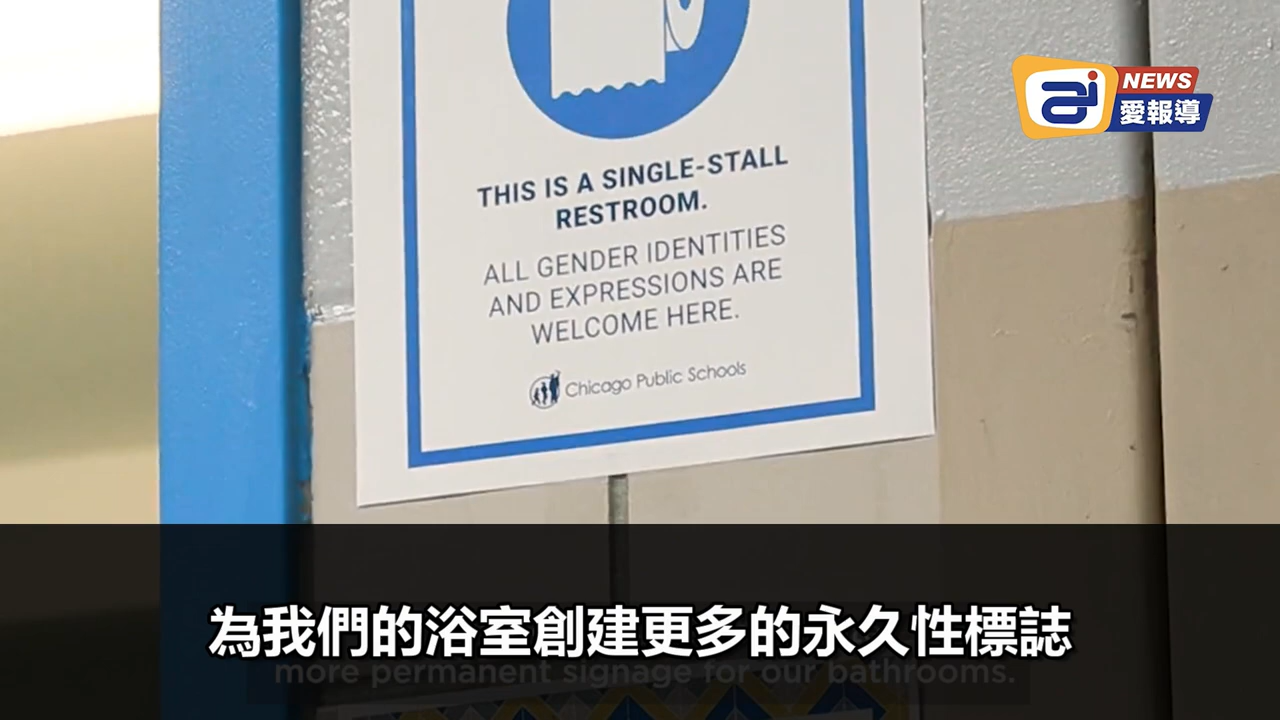 NEWS
愛報導
THIS IS A SINGLE-STALL
RESTROOM.
ALL GENDER IDENTITIES
AND EXPRESSIONS ARE
WELCOME HERE.
Chicago Public Schools
為我們的浴室創建更多的永久性標誌
more permanent signage for our bathrooms.